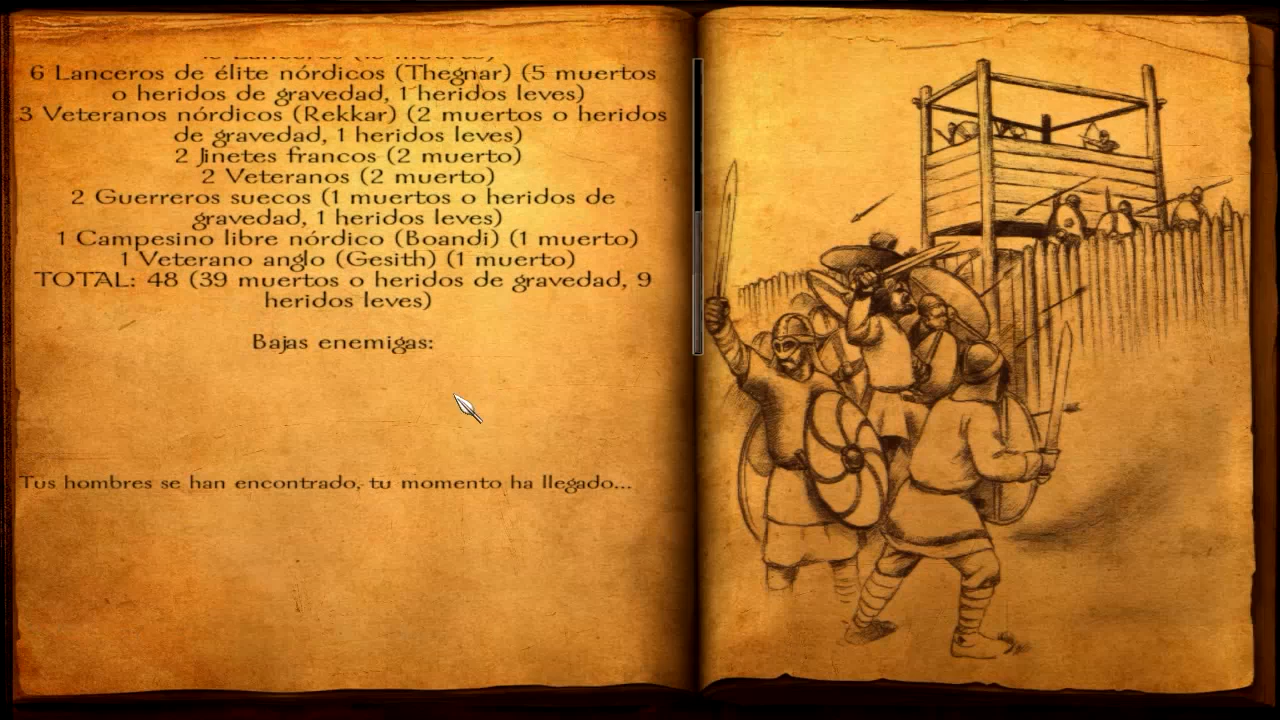 6 Lanceros de élite nórdicos (Thegnar) (5 muertos
o heridos de gravedad, 1 heridos leves)
3 Veteranos nórdicos (Rekkar) (2 muertos o heridos
de gravedad, 1 heridos leves)
2 Jinetes francos (2 muerto)
2 Veteranos (2 muerto)
2 Guerreros suecos (1 muertos o heridos de
gravedad, 1 heridos leves)
1 Campesino libre nórdico (Boandi) (1 muerto)
1 Veterano anglo (Gesith) (1 muerto)
TOTAL: 48 (39 muertos o heridos de gravedad, 9
heridos leves)
Bajas enemigas:
Tus hombres se han encontrado, tu momento ha llegado...